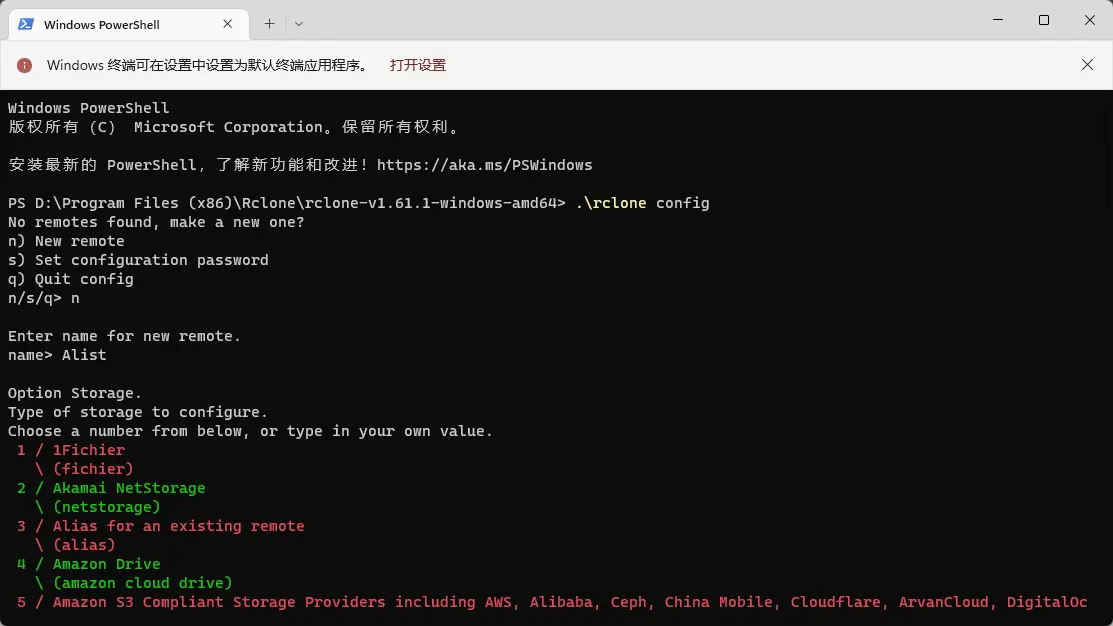 Windows PowerShell
Windows 终端可在设置中设置为默认终端应用程序。 打开设置
Windows PowerShell
版权所有 (C) Microsoft Corporation。保留所有权利。
安装最新的 PowerShell，了解新功能和改进！https://aka.ms/PSWindows
PS D:\Program Files (x86)\Rclone\rclone-v1.61.1-windows-amd64> .\rclone config
No remotes found, make a new one?
n) New remote
s) Set configuration password
q) Quit config
n/s/q> n
Enter name for new remote.
name> Alist
Option Storage.
Type of storage to configure.
Choose a number from below, or type in your own value.
1 / 1Fichier
\ (fichier)
2 / Akamai NetStorage
\ (netstorage)
3 / Alias for an existing remote
\ (alias)
4 / Amazon Drive
\ (amazon cloud drive)
5 / Amazon S3 Compliant Storage Providers including AWS, Alibaba, Ceph, China Mobile, Cloudflare, ArvanCloud, DigitalOc